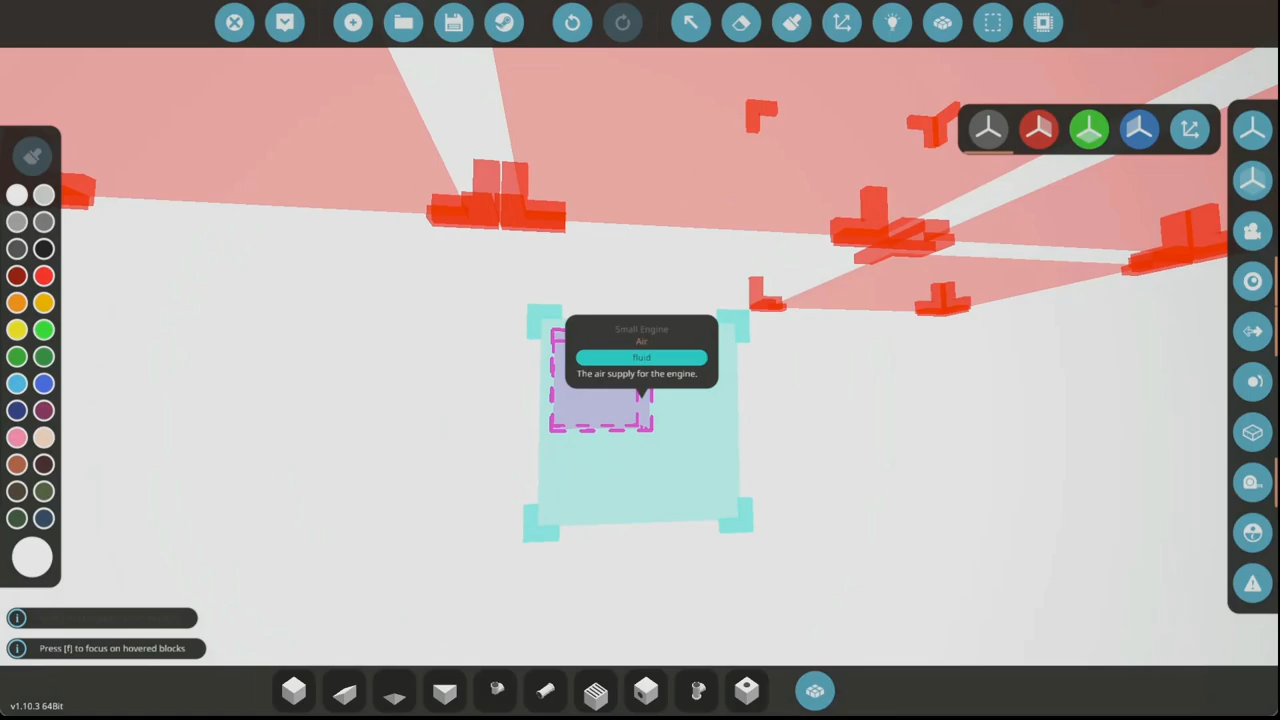 Small Engine
Air
fluid
The air supply for the engine.
Press [f] to focus on hovered blocks
v1.10.3 64Bit